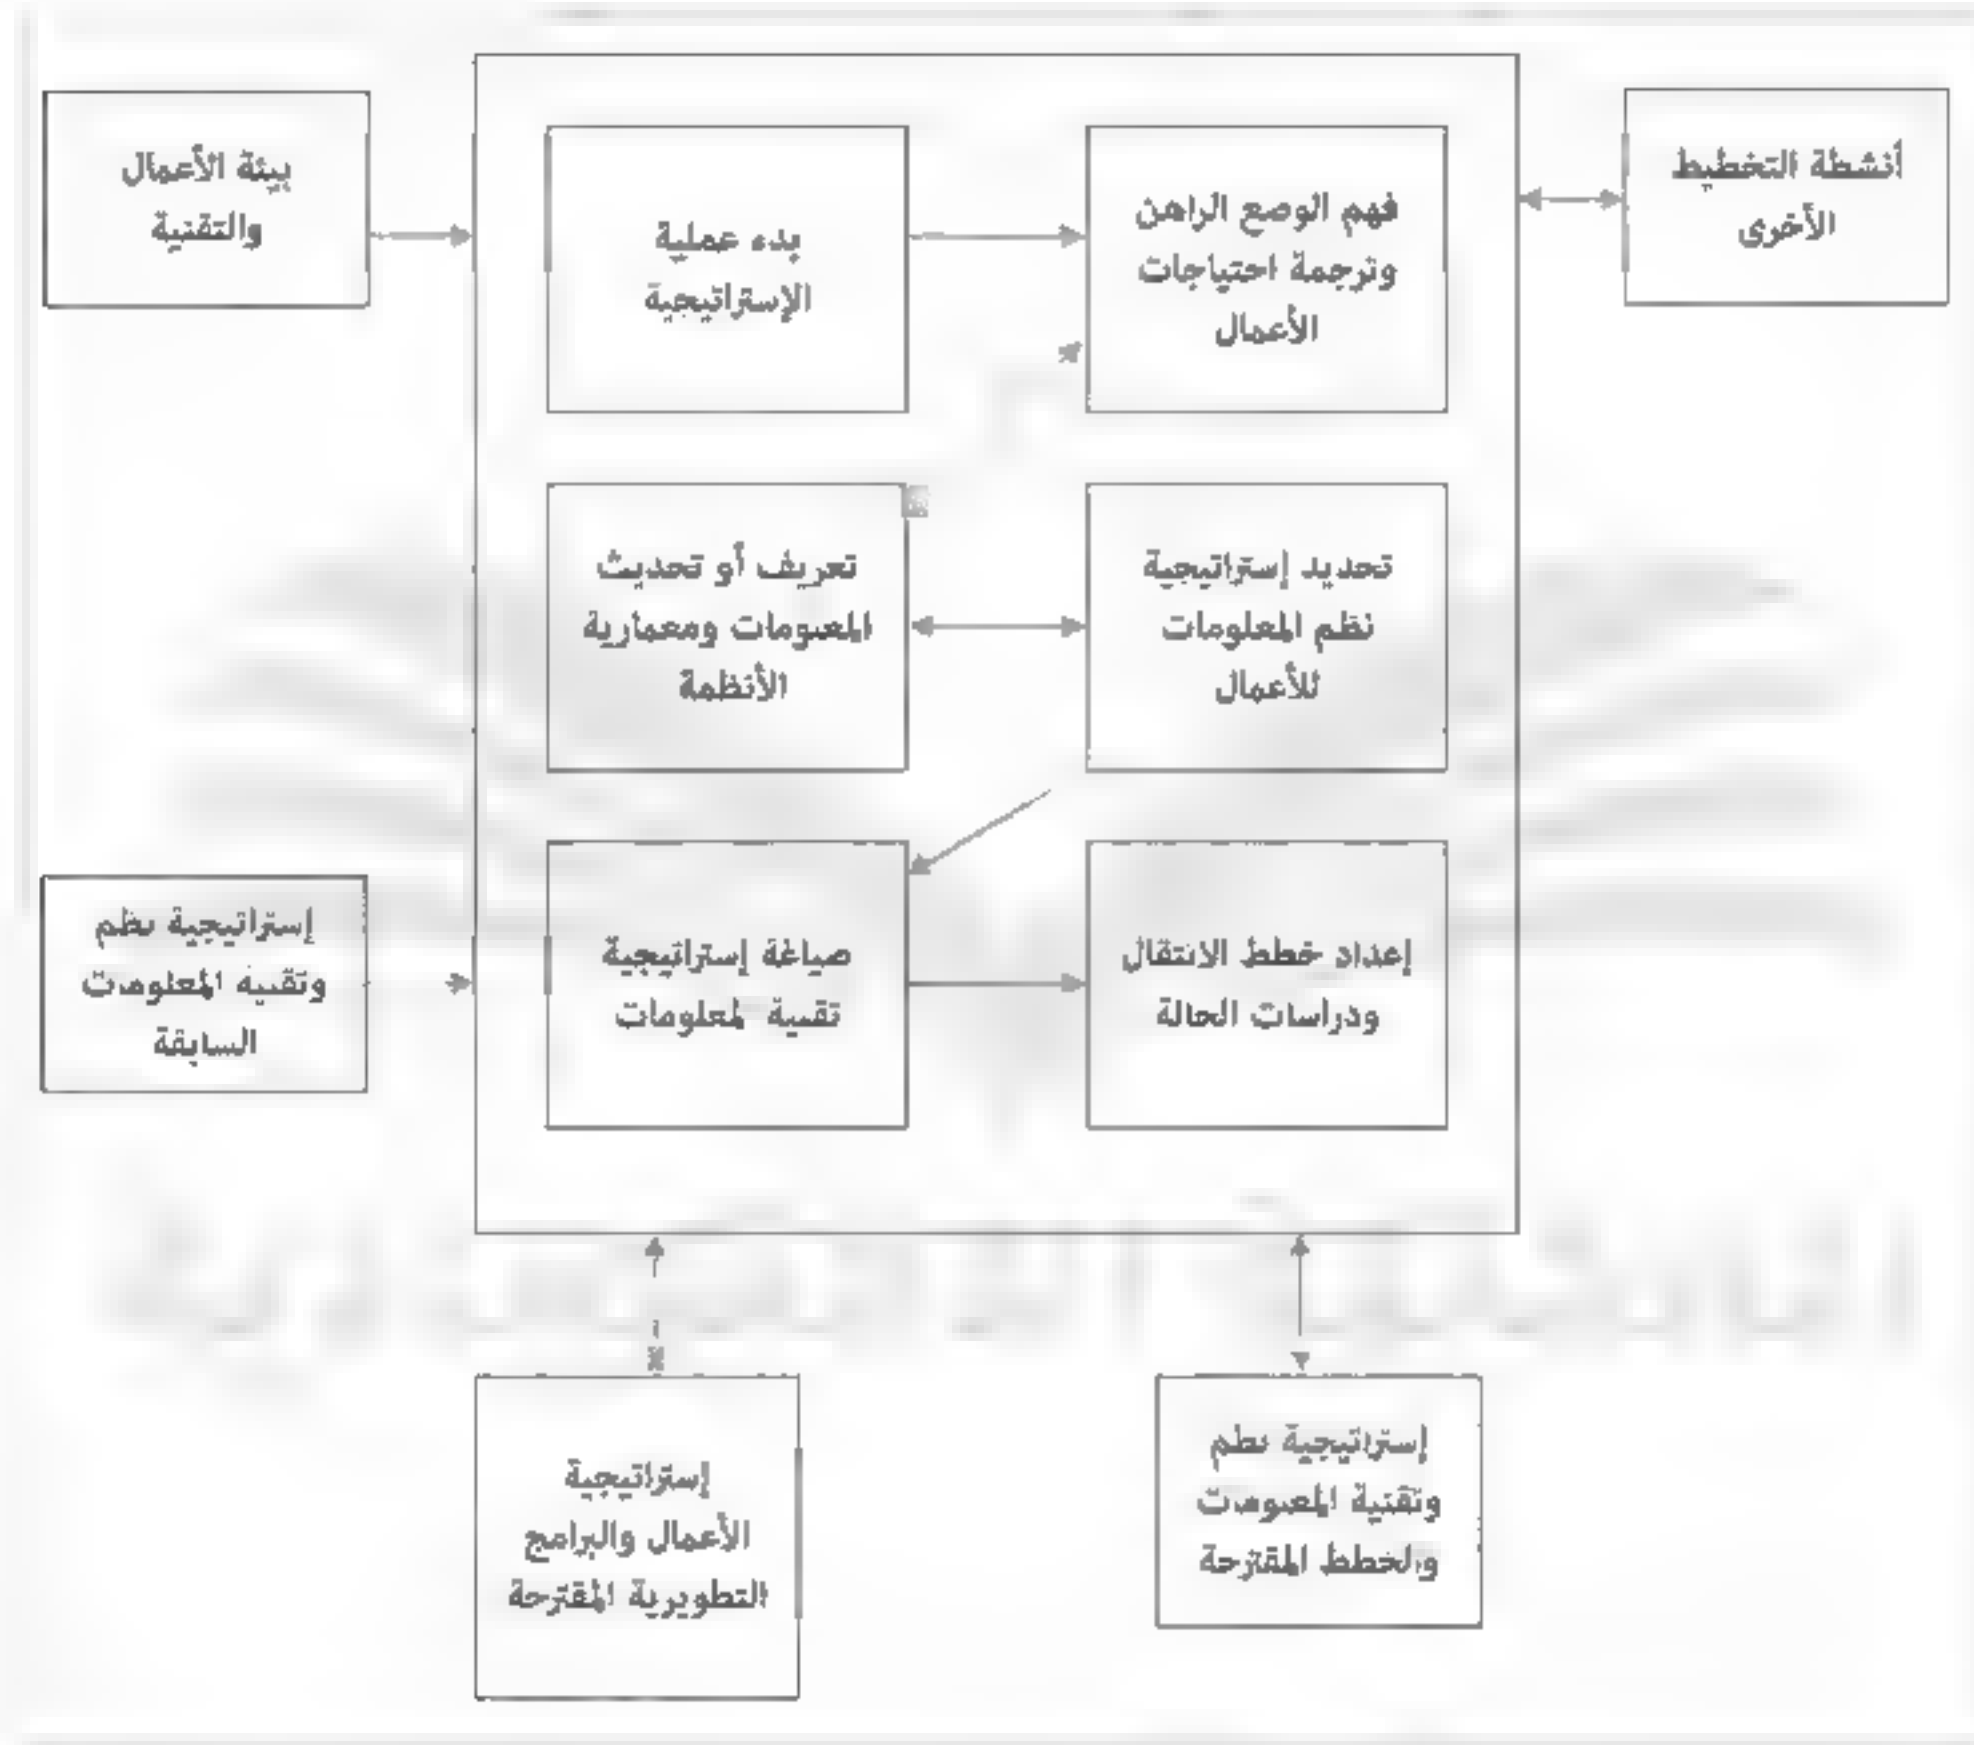 بيئة الأعمال
والتقنية
أنشطة التخطيط
الأخرى
بدء عملية
الإستراتيجية
فهم الوضع الراهن
وترجمة احتياجات
الأعمال
تعريف أو تحديث
المعلومات ومعمارية
الأنظمة
تحديد إستراتيجية
نظم المعلومات
للأعمال
إستراتيجية نظم
وتقنية المعلومات
السابقة
صياغة إستراتيجية
تقنية المعلومات
إعداد خطط الانتقال
ودراسات الحالة
إستراتيجية
الأعمال والبرامج
التطويرية المقترحة
إستراتيجية نظم
وتقنية المعلومات
والخطط المقترحة